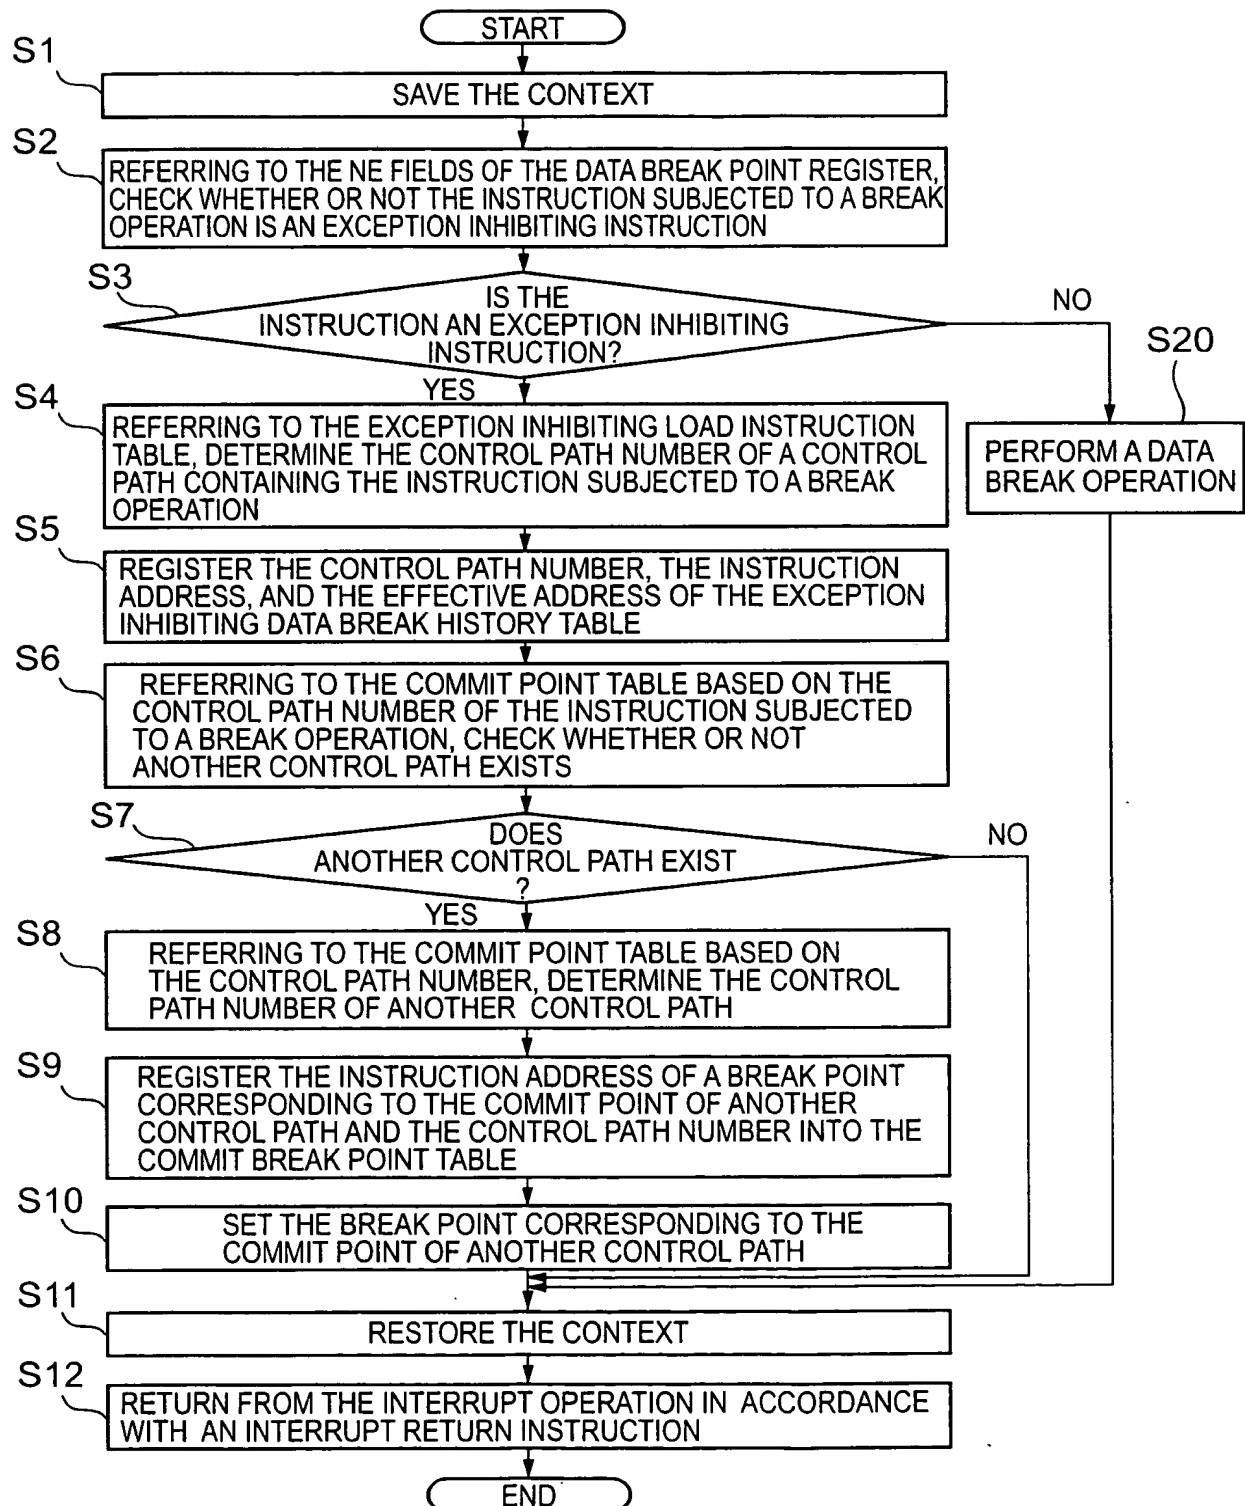 START
S1
SAVE THE CONTEXT
S2
REFERRING TO THE NE FIELDS OF THE DATA BREAK POINT REGISTER,
CHECK WHETHER OR NOT THE INSTRUCTION SUBJECTED TO A BREAK
OPERATION IS AN EXCEPTION INHIBITING INSTRUCTION
S3
IS THE
INSTRUCTION AN EXCEPTION INHIBITING
INSTRUCTION?
NO
YES
S20
PERFORM A DATA
BREAK OPERATION
S4
REFERRING TO THE EXCEPTION INHIBITING LOAD INSTRUCTION
TABLE, DETERMINE THE CONTROL PATH NUMBER OF A CONTROL
PATH CONTAINING THE INSTRUCTION SUBJECTED TO A BREAK
OPERATION
S5
REGISTER THE CONTROL PATH NUMBER, THE INSTRUCTION
ADDRESS, AND THE EFFECTIVE ADDRESS OF THE EXCEPTION
INHIBITING DATA BREAK HISTORY TABLE
S6
REFERRING TO THE COMMIT POINT TABLE BASED ON THE
CONTROL PATH NUMBER OF THE INSTRUCTION SUBJECTED
TO A BREAK OPERATION, CHECK WHETHER OR NOT
ANOTHER CONTROL PATH EXISTS
S7
DOES
ANOTHER CONTROL PATH EXIST
?
NO
YES
S8
REFERRING TO THE COMMIT POINT TABLE BASED ON
THE CONTROL PATH NUMBER, DETERMINE THE CONTROL
PATH NUMBER OF ANOTHER CONTROL PATH
S9
REGISTER THE INSTRUCTION ADDRESS OF A BREAK POINT
CORRESPONDING TO THE COMMIT POINT OF ANOTHER
CONTROL PATH AND THE CONTROL PATH NUMBER INTO THE
COMMIT BREAK POINT TABLE
S10
SET THE BREAK POINT CORRESPONDING TO THE
COMMIT POINT OF ANOTHER CONTROL PATH
S11
RESTORE THE CONTEXT
S12
RETURN FROM THE INTERRUPT OPERATION IN ACCORDANCE
WITH AN INTERRUPT RETURN INSTRUCTION
END